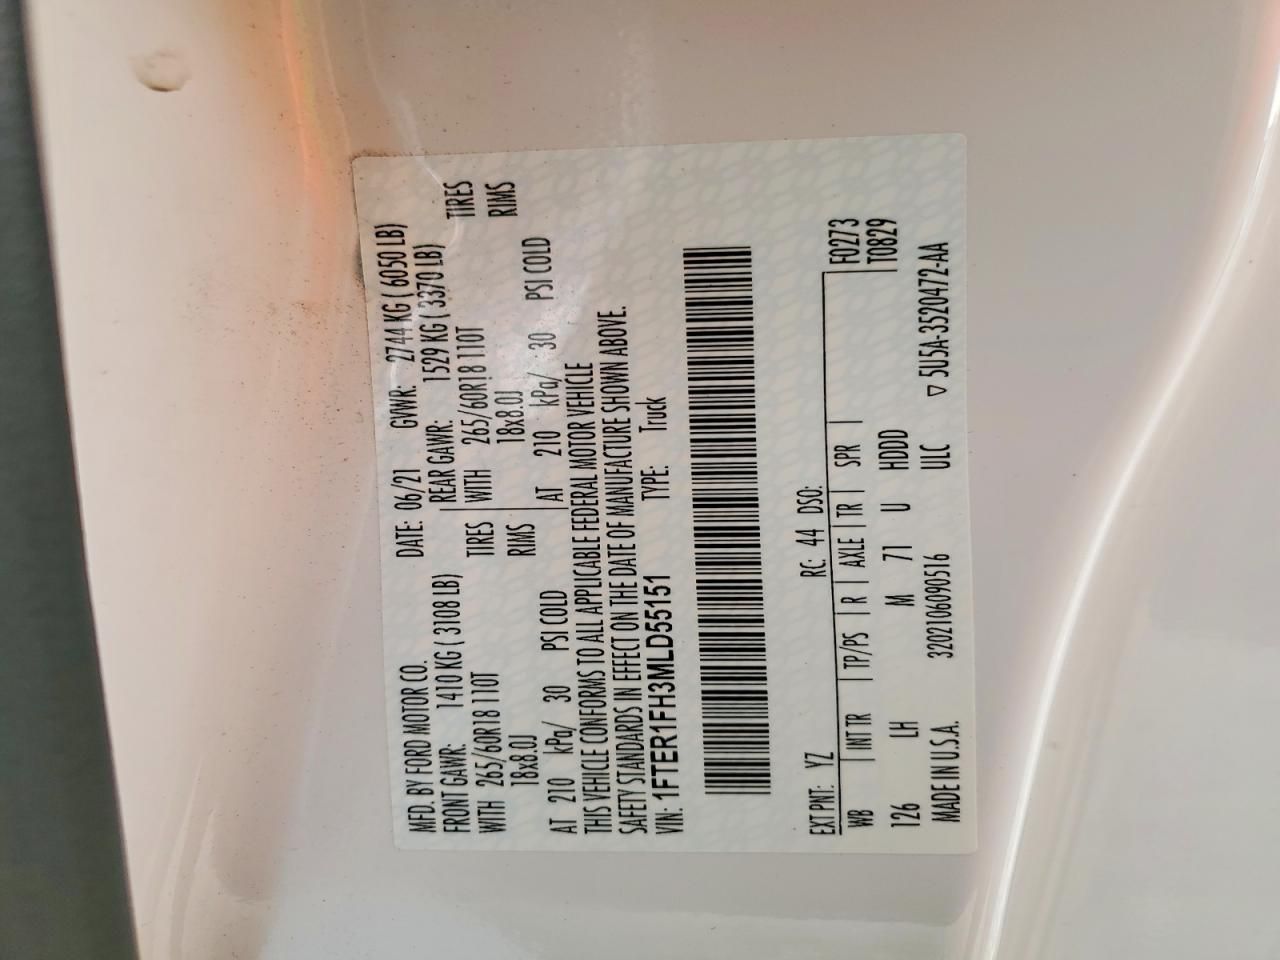 MFD. BY FORD MOTOR CO. DATE: 06/21 GVWR: 2744 KG ( 6050 LB)
FRONT GAWR: 1410 KG ( 3108 LB) REAR GAWR: 1529 KG ( 3370 LB)
WITH 265/60R18 110T TIRES WITH 265/60R18 110T TIRES
18x8.0J RIMS 18x8.0J RIMS
AT 210 kPa/ 30 PSI COLD AT 210 kPa/ 30 PSI COLD
THIS VEHICLE CONFORMS TO ALL APPLICABLE FEDERAL MOTOR VEHICLE
SAFETY STANDARDS IN EFFECT ON THE DATE OF MANUFACTURE SHOWN ABOVE.
VIN: 1FTER1FH3MLD55151 TYPE: Truck
EXT PNT: YZ RC: 44 DSO: F0273
WB INT TR TP/PS R AXLE TR SPR T0829
126 LH M 71 U HDDD
MADE IN U.S.A. 3202106090516 ULC ▽ 5U5A-3520472-AA